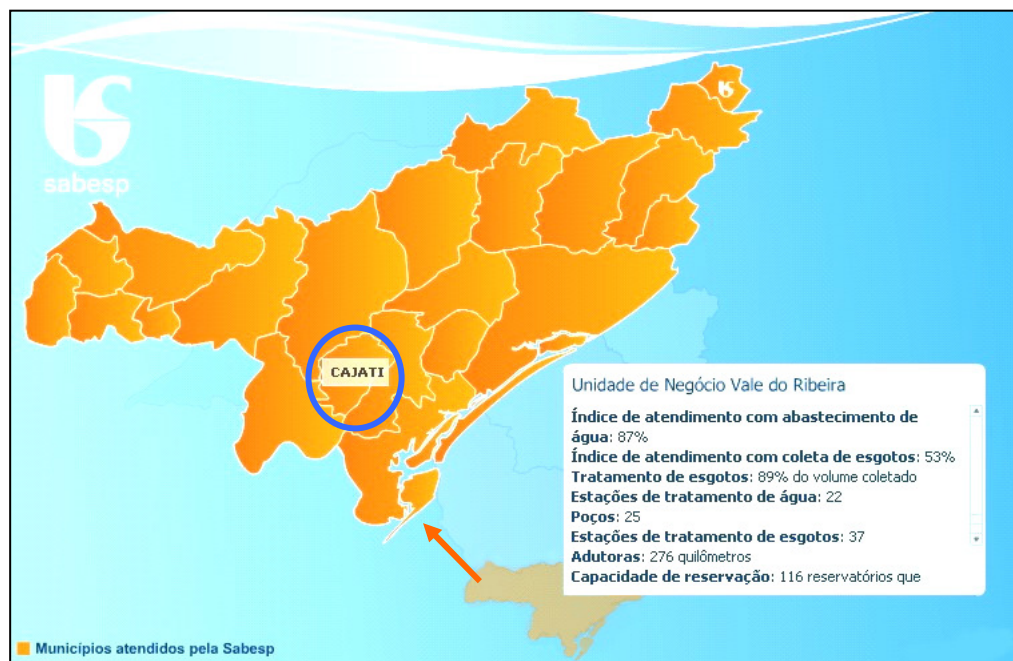 sabesp
CAJATI
Unidade de Negócio Vale do Ribeira
Índice de atendimento com abastecimento de
água: 87%
Índice de atendimento com coleta de esgotos: 53%
Tratamento de esgotos: 89% do volume coletado
Estações de tratamento de água: 22
Poços: 25
Estações de tratamento de esgotos: 37
Adutoras: 276 quilômetros
Capacidade de reservação: 116 reservatórios que
Municípios atendidos pela Sabesp